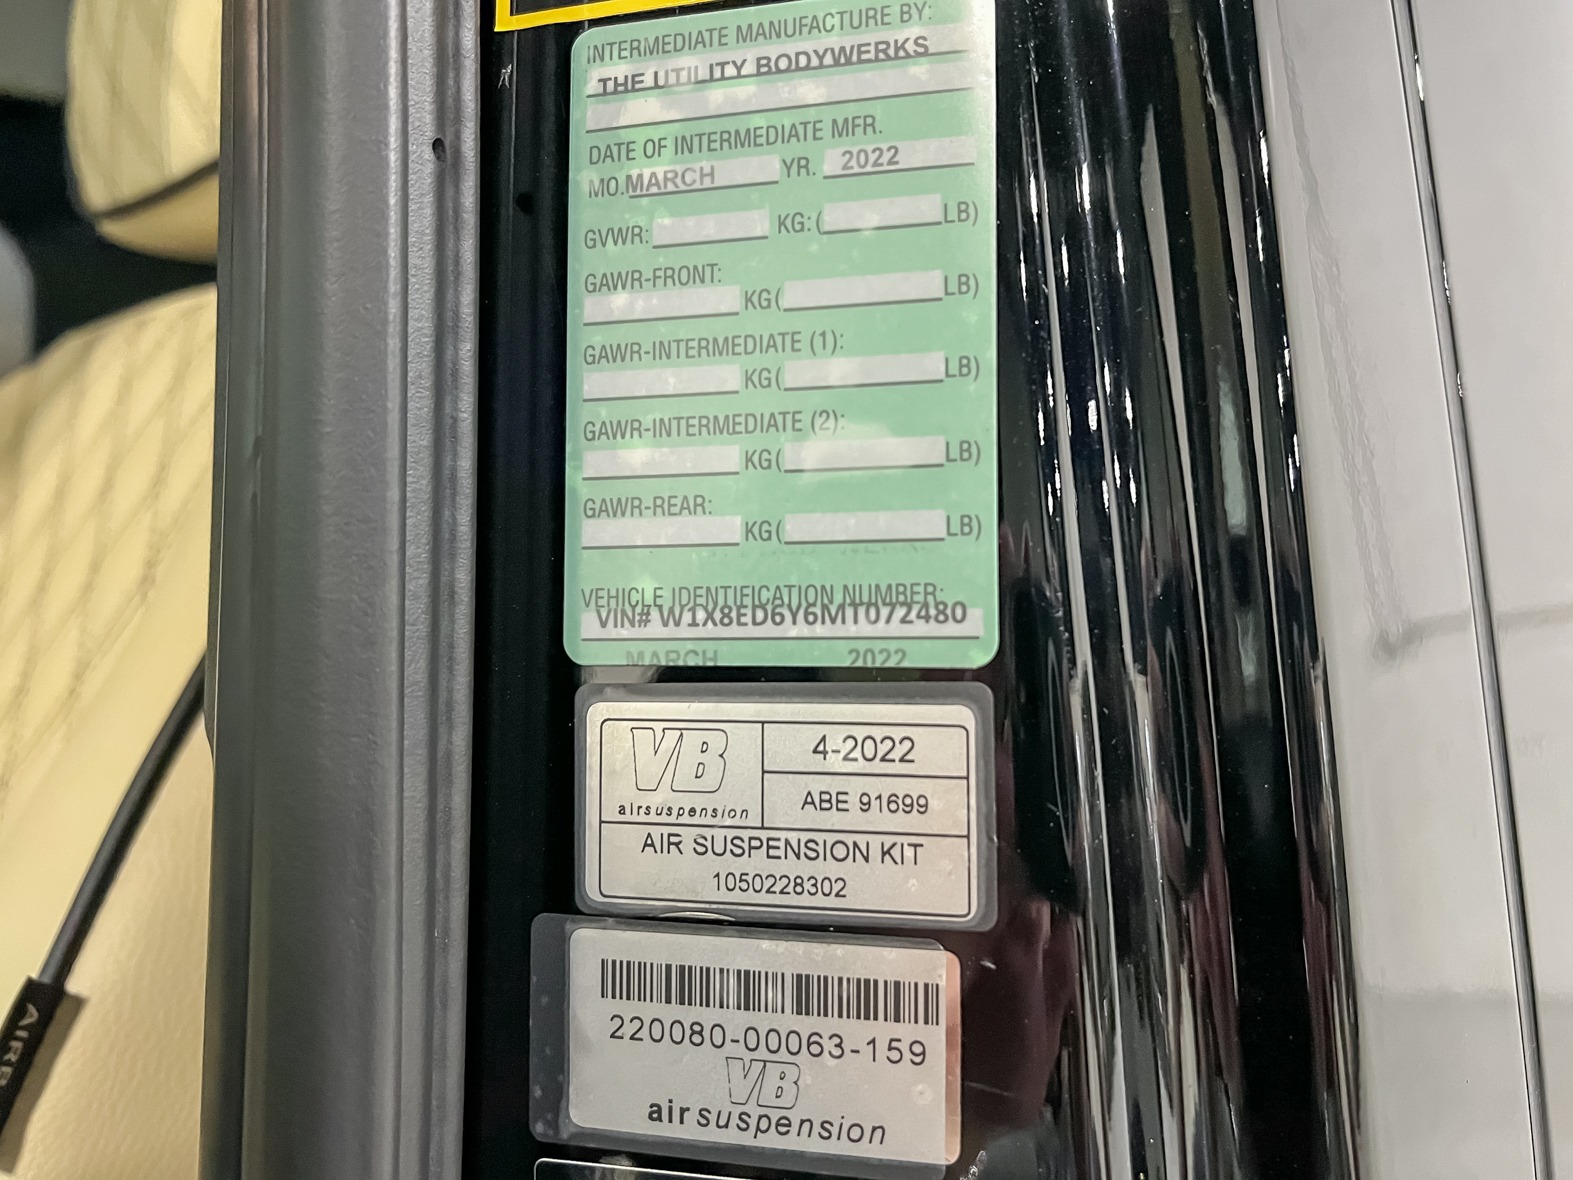 INTERMEDIATE MANUFACTURE BY:
THE UTILITY BODYWERKS
DATE OF INTERMEDIATE MFR.
MO. MARCH YR. 2022
GVWR: KG: ( LB)
GAWR-FRONT:
KG ( LB)
GAWR-INTERMEDIATE (1):
KG ( LB)
GAWR-INTERMEDIATE (2):
KG ( LB)
GAWR-REAR:
KG ( LB)
VEHICLE IDENTIFICATION NUMBER:
VIN# W1X8ED6Y6MT072480
MARCH 2022
VB
airsuspension
4-2022
ABE 91699
AIR SUSPENSION KIT
1050228302
220080-00063-159
VB
airsuspension